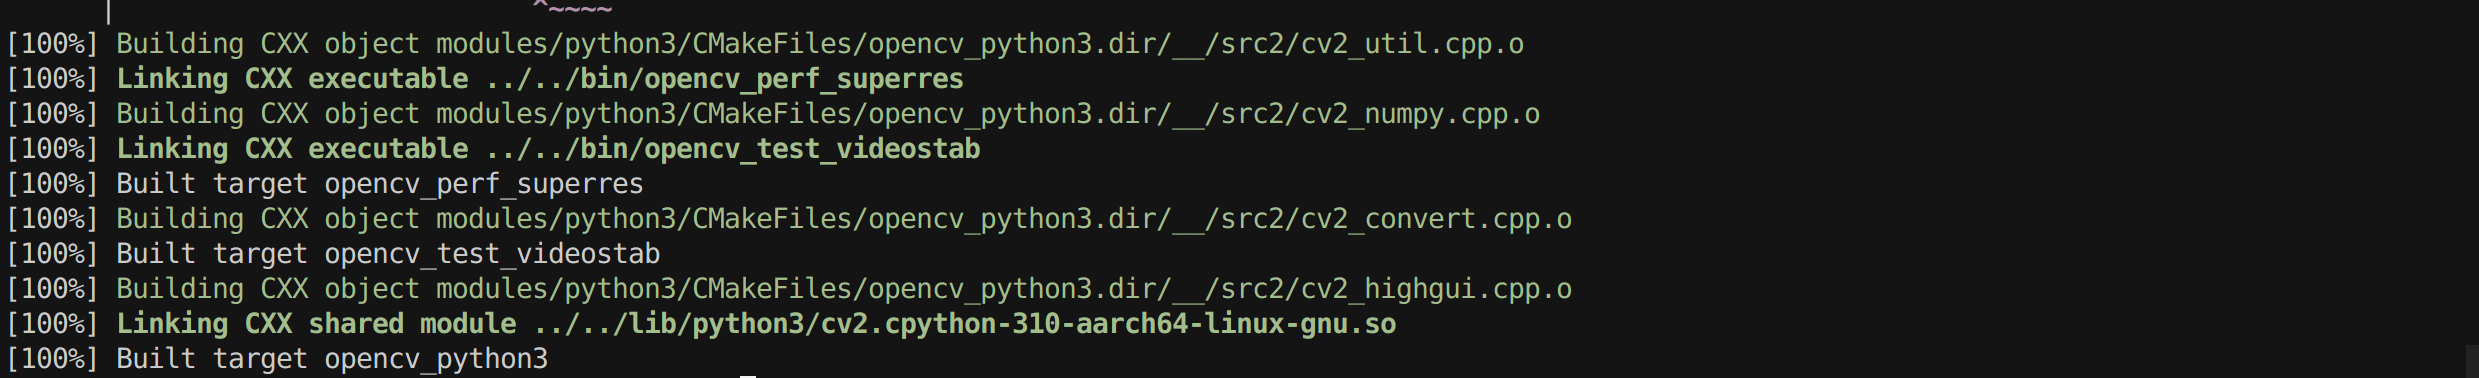 [100%] Building CXX object modules/python3/CMakeFiles/opencv_python3.dir/__/src2/cv2_util.cpp.o
[100%] Linking CXX executable ../../bin/opencv_perf_superres
[100%] Building CXX object modules/python3/CMakeFiles/opencv_python3.dir/__/src2/cv2_numpy.cpp.o
[100%] Linking CXX executable ../../bin/opencv_test_videostab
[100%] Built target opencv_perf_superres
[100%] Building CXX object modules/python3/CMakeFiles/opencv_python3.dir/__/src2/cv2_convert.cpp.o
[100%] Built target opencv_test_videostab
[100%] Building CXX object modules/python3/CMakeFiles/opencv_python3.dir/__/src2/cv2_highgui.cpp.o
[100%] Linking CXX shared module ../../lib/python3/cv2.cpython-310-aarch64-linux-gnu.so
[100%] Built target opencv_python3